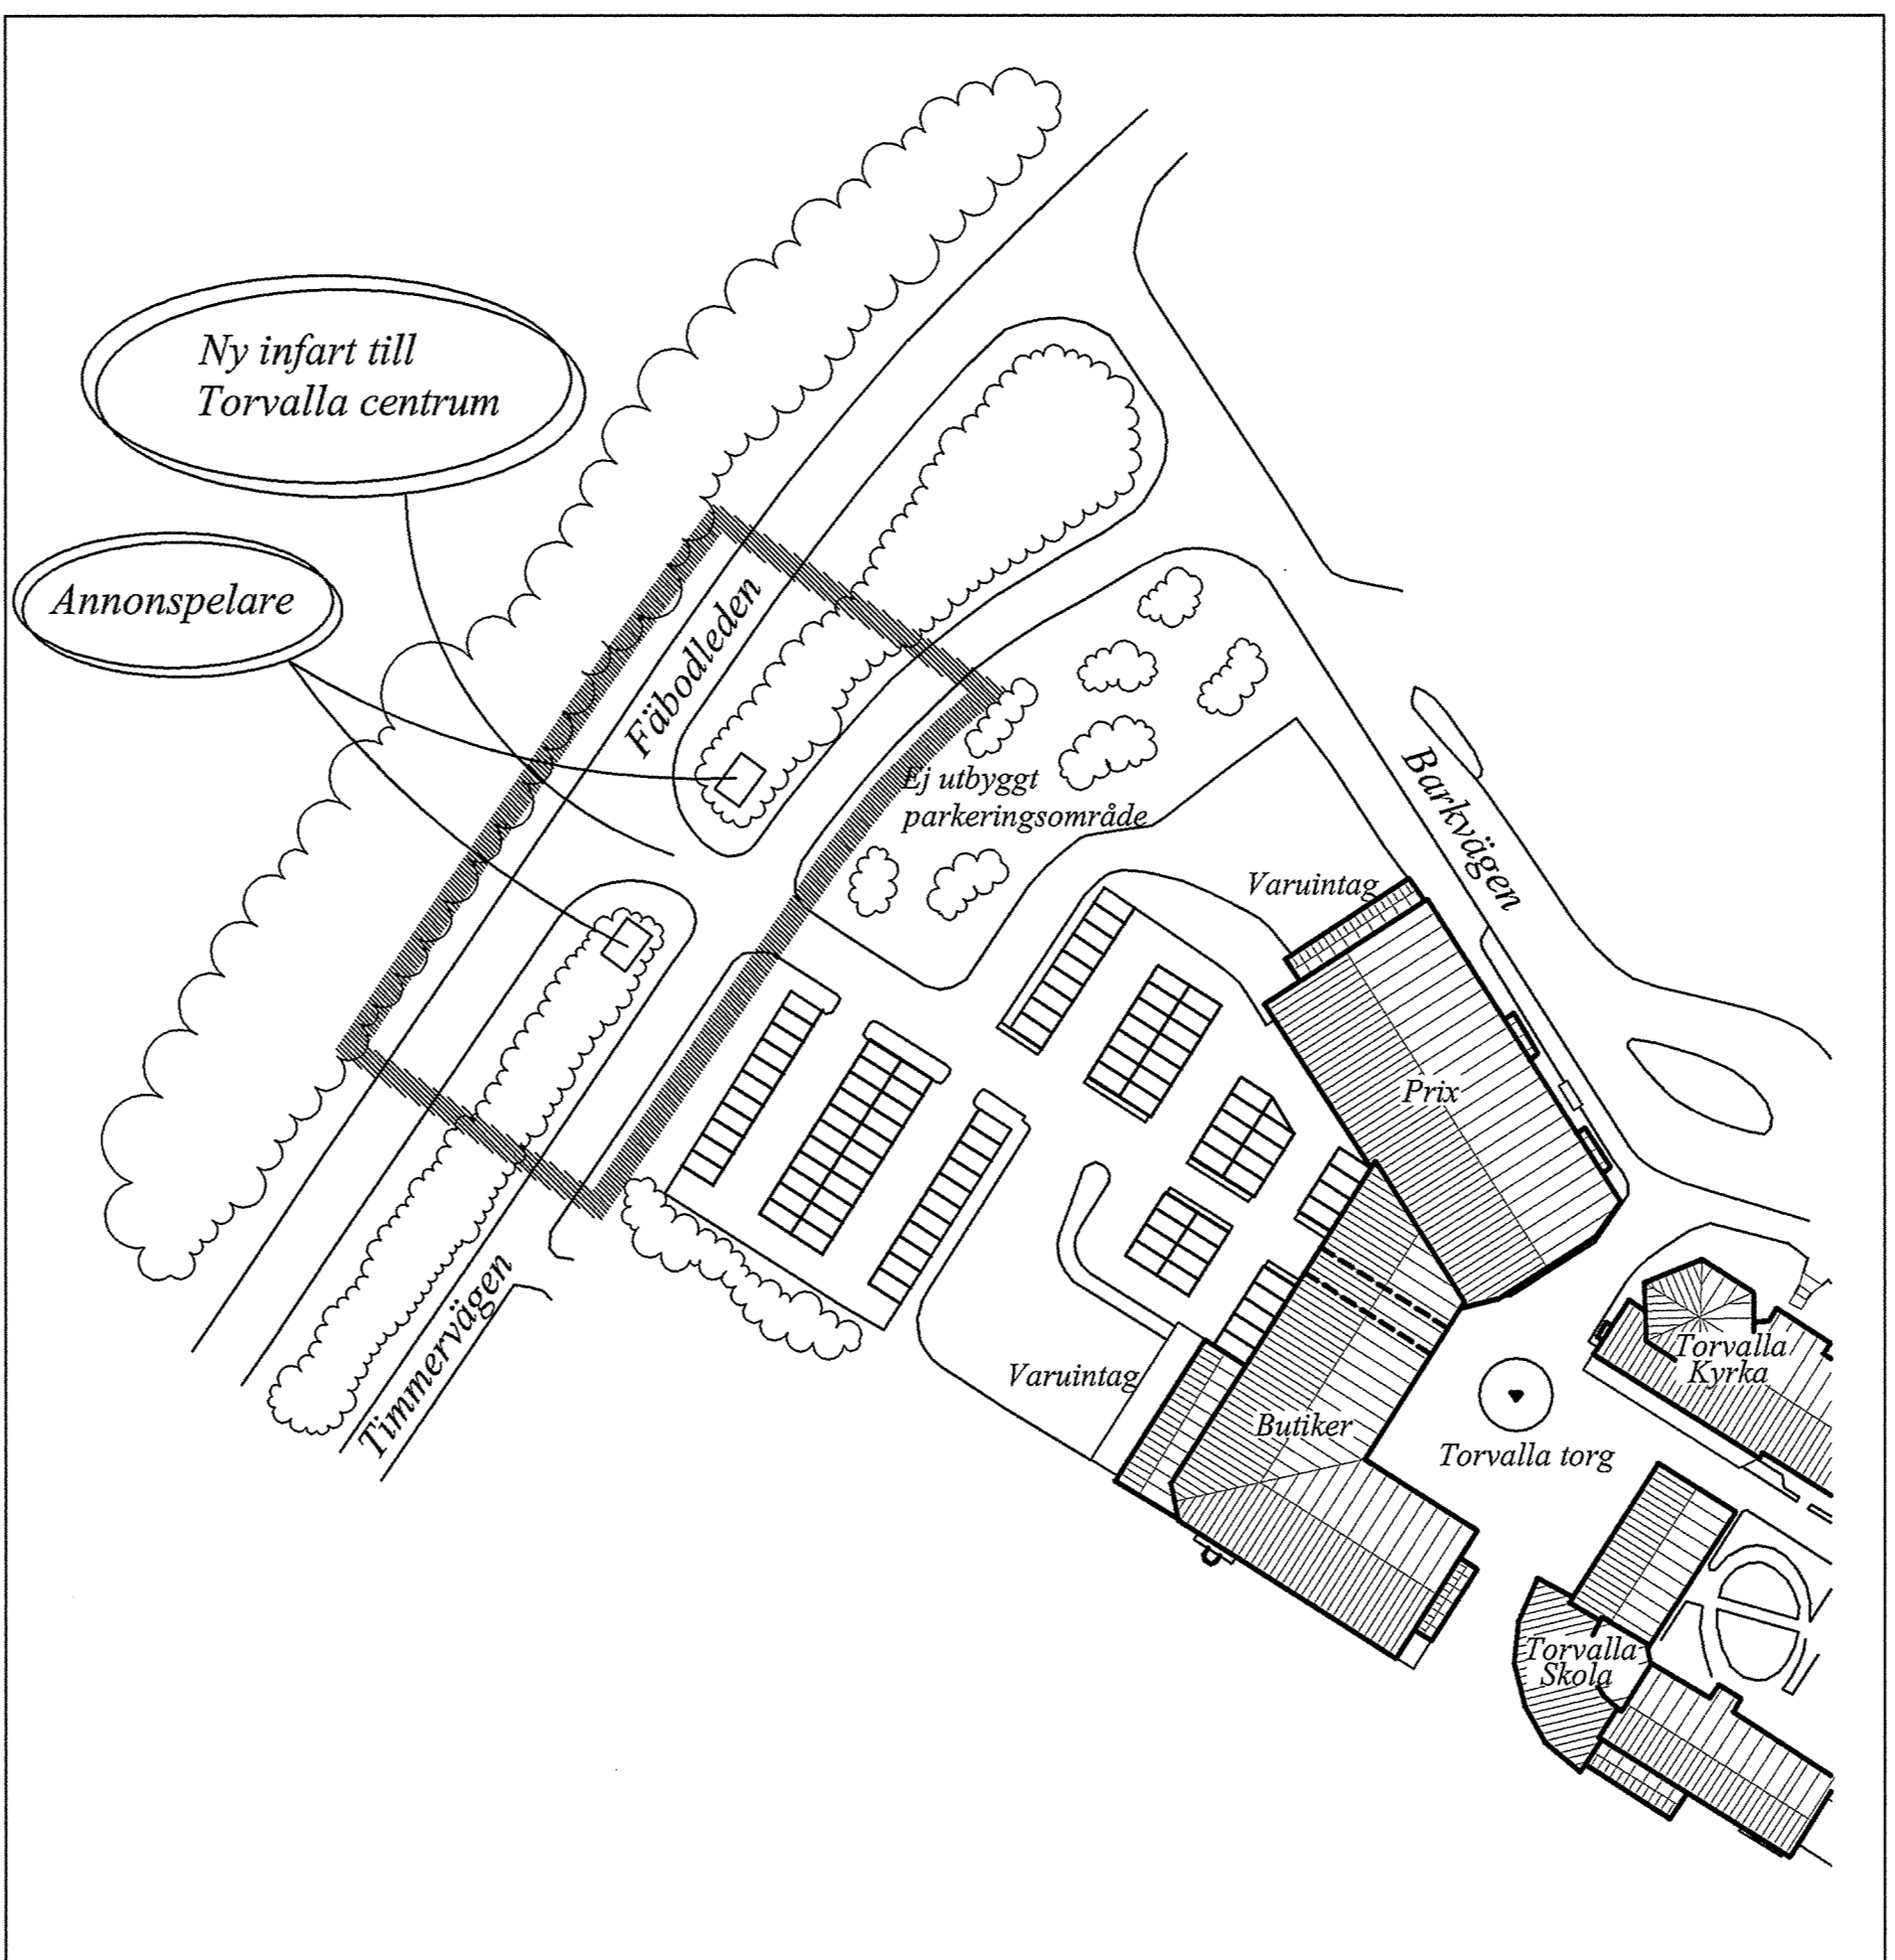 Ny infart till
Torvalla centrum
Annonspelare
Fäbodleden
Ej utbyggt
parkeringsområde
Barkvägen
Varuintag
Prix
Timmervägen
Varuintag
Butiker
Torvalla
Kyrka
Torvalla torg
Torvalla
Skola